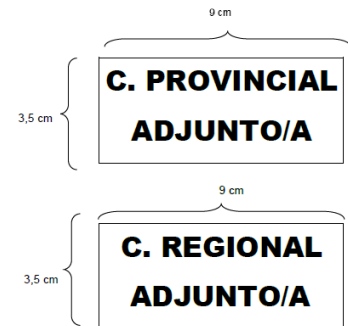 9 cm
C. PROVINCIAL
ADJUNTO/A
3,5 cm
9 cm
C. REGIONAL
ADJUNTO/A
3,5 cm